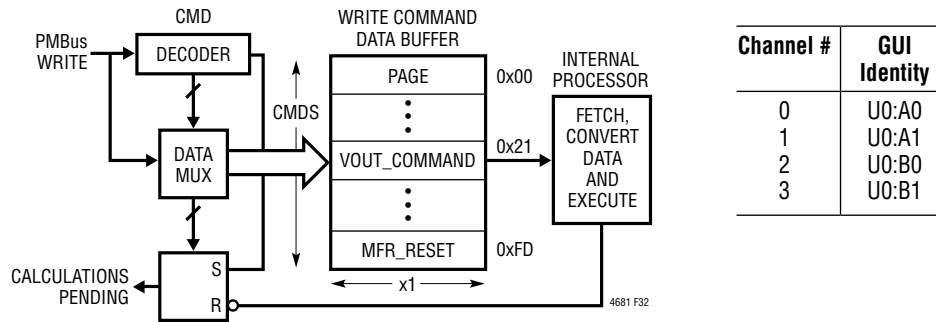 CMD
PMBus
WRITE
DECODER
DATA
MUX
CMDS
S
R
CALCULATIONS
PENDING
WRITE COMMAND
DATA BUFFER
PAGE
0x00
VOUT_COMMAND
0x21
MFR_RESET
0xFD
x1
INTERNAL
PROCESSOR
FETCH,
CONVERT
DATA
AND
EXECUTE
4681 F32
Channel # GUI
Identity
0 U0:A0
1 U0:A1
2 U0:B0
3 U0:B1